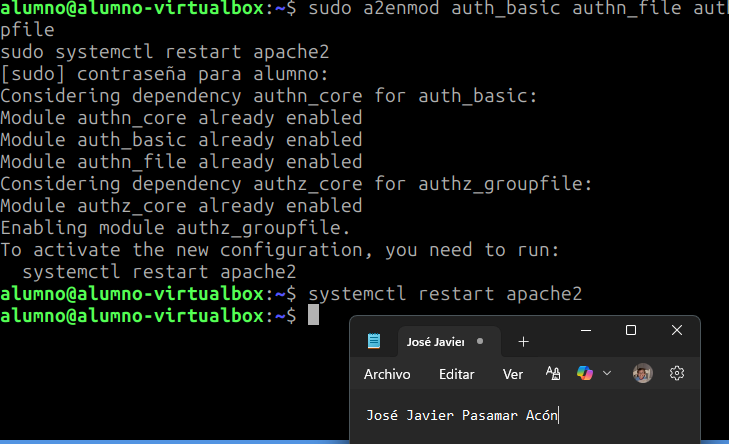 alumno@alumno-virtualbox:~$ sudo a2enmod auth_basic authn_file aut
pfile
sudo systemctl restart apache2
[sudo] contraseña para alumno:
Considering dependency authn_core for auth_basic:
Module authn_core already enabled
Module auth_basic already enabled
Module authn_file already enabled
Considering dependency authz_core for authz_groupfile:
Module authz_core already enabled
Enabling module authz_groupfile.
To activate the new configuration, you need to run:
  systemctl restart apache2
alumno@alumno-virtualbox:~$ systemctl restart apache2
alumno@alumno-virtualbox:~$
José Javier
Archivo Editar Ver
José Javier Pasamar Acón